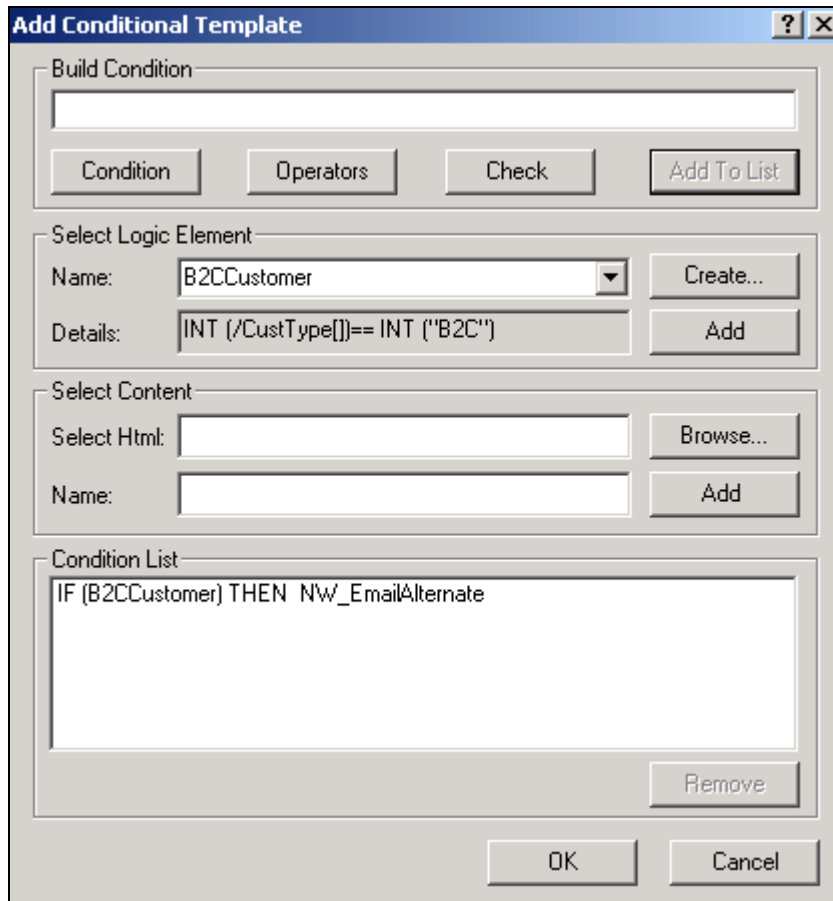 Add Conditional Template
Build Condition
Condition Operators Check Add To List
Select Logic Element
Name: B2CCustomer Create...
Details: INT (/CustType[])== INT ("B2C") Add
Select Content
Select Html: Browse...
Name: Add
Condition List
IF (B2CCustomer) THEN NW_EmailAlternate
Remove
OK Cancel